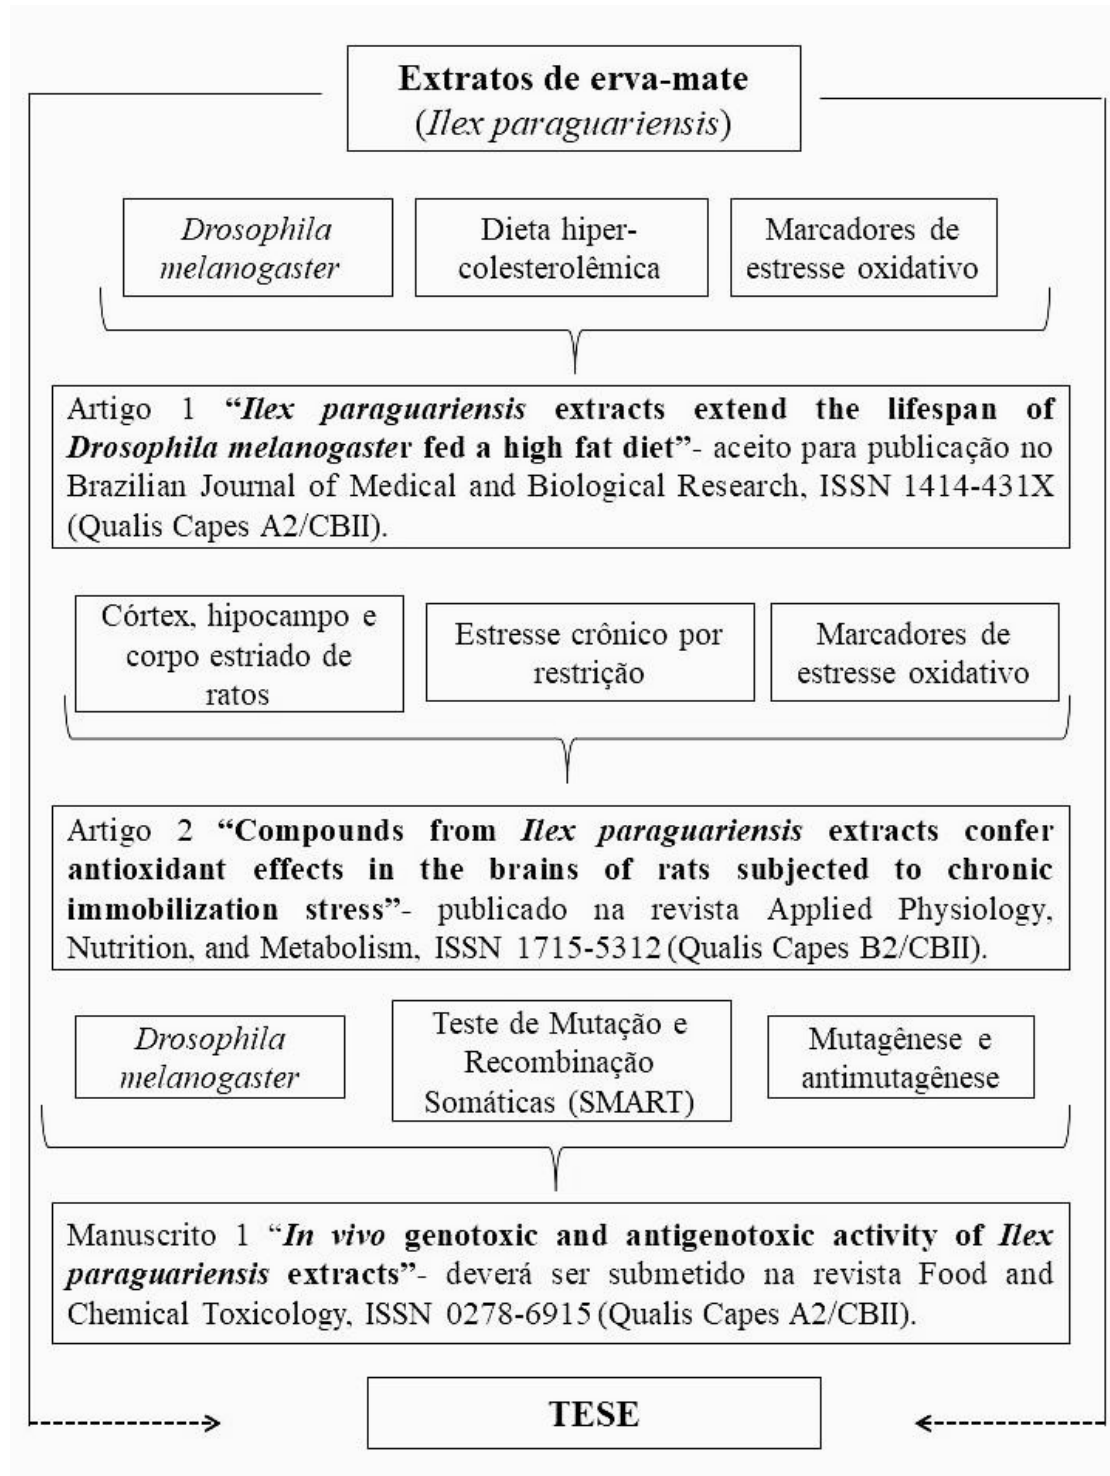 Extratos de erva-mate
(Ilex paraguariensis)
Drosophila
melanogaster
Dieta hiper-
colesterolêmica
Marcadores de
estresse oxidativo
Artigo 1 “Ilex paraguariensis extracts extend the lifespan of
Drosophila melanogaster fed a high fat diet”- aceito para publicação no
Brazilian Journal of Medical and Biological Research, ISSN 1414-431X
(Qualis Capes A2/CBII).
Córtex, hipocampo e
corpo estriado de
ratos
Estresse crônico por
restrição
Marcadores de
estresse oxidativo
Artigo 2 “Compounds from Ilex paraguariensis extracts confer
antioxidant effects in the brains of rats subjected to chronic
immobilization stress”- publicado na revista Applied Physiology,
Nutrition, and Metabolism, ISSN 1715-5312 (Qualis Capes B2/CBII).
Drosophila
melanogaster
Teste de Mutação e
Recombinação
Somáticas (SMART)
Mutagênese e
antimutagênese
Manuscrito 1 “In vivo genotoxic and antigenotoxic activity of Ilex
paraguariensis extracts”- deverá ser submetido na revista Food and
Chemical Toxicology, ISSN 0278-6915 (Qualis Capes A2/CBII).
TESE